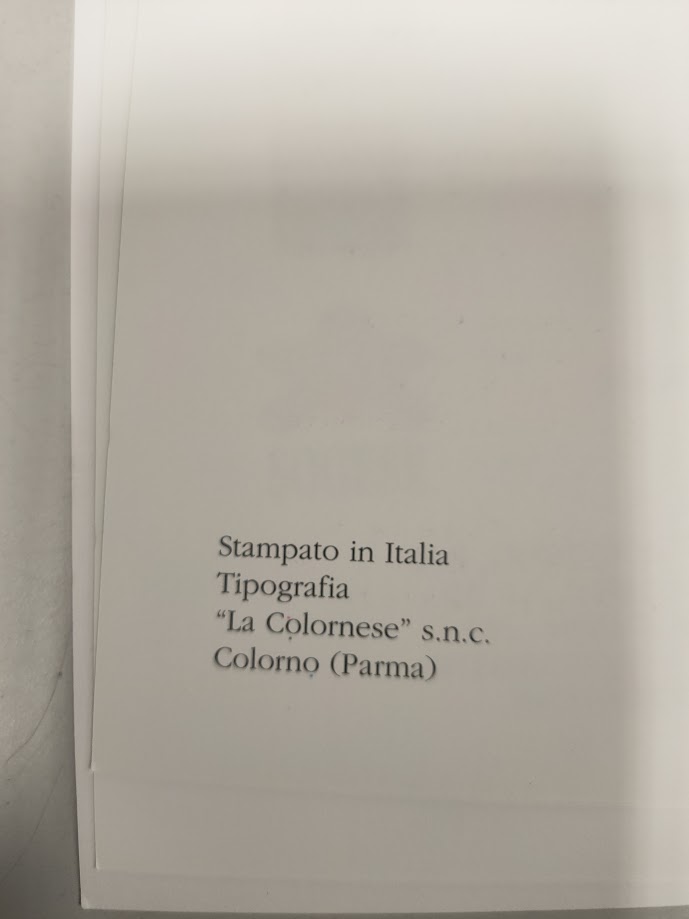 Stampato in Italia
Tipografia
“La Colornese” s.n.c.
Colorno (Parma)